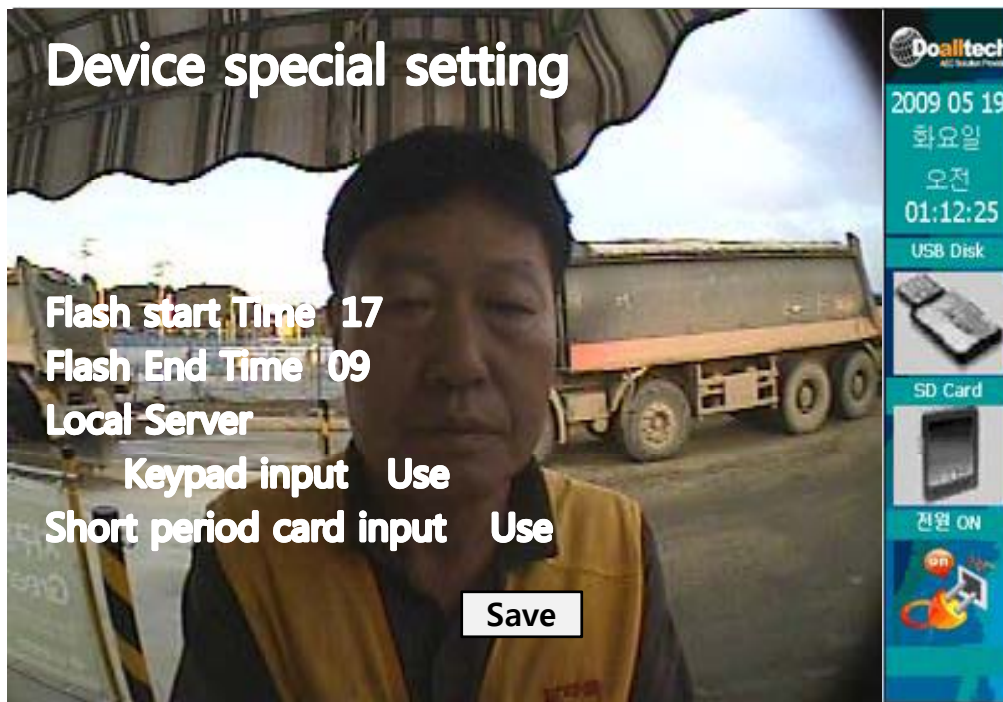 Device special setting
Flash start Time 17
Flash End Time 09
Local Server
Keypad input Use
Short period card input Use
Save
Doalltech
2009 05 19
화요일
오전
01:12:25
USB Disk
SD Card
전원 ON
on